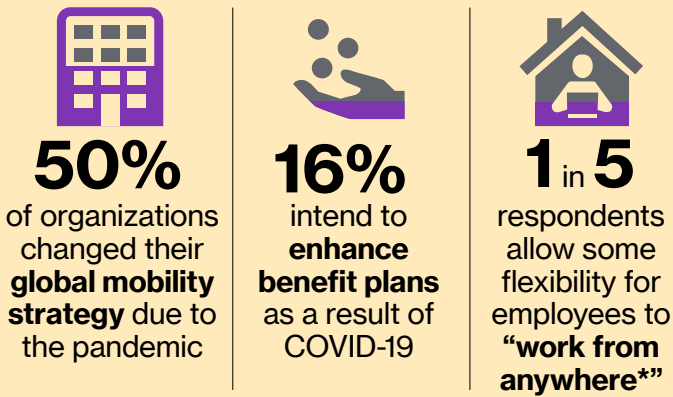 50%
of organizations
changed their
global mobility
strategy due to
the pandemic
16%
intend to
enhance
benefit plans
as a result of
COVID-19
1 in 5
respondents
allow some
flexibility for
employees to
“work from
anywhere*”